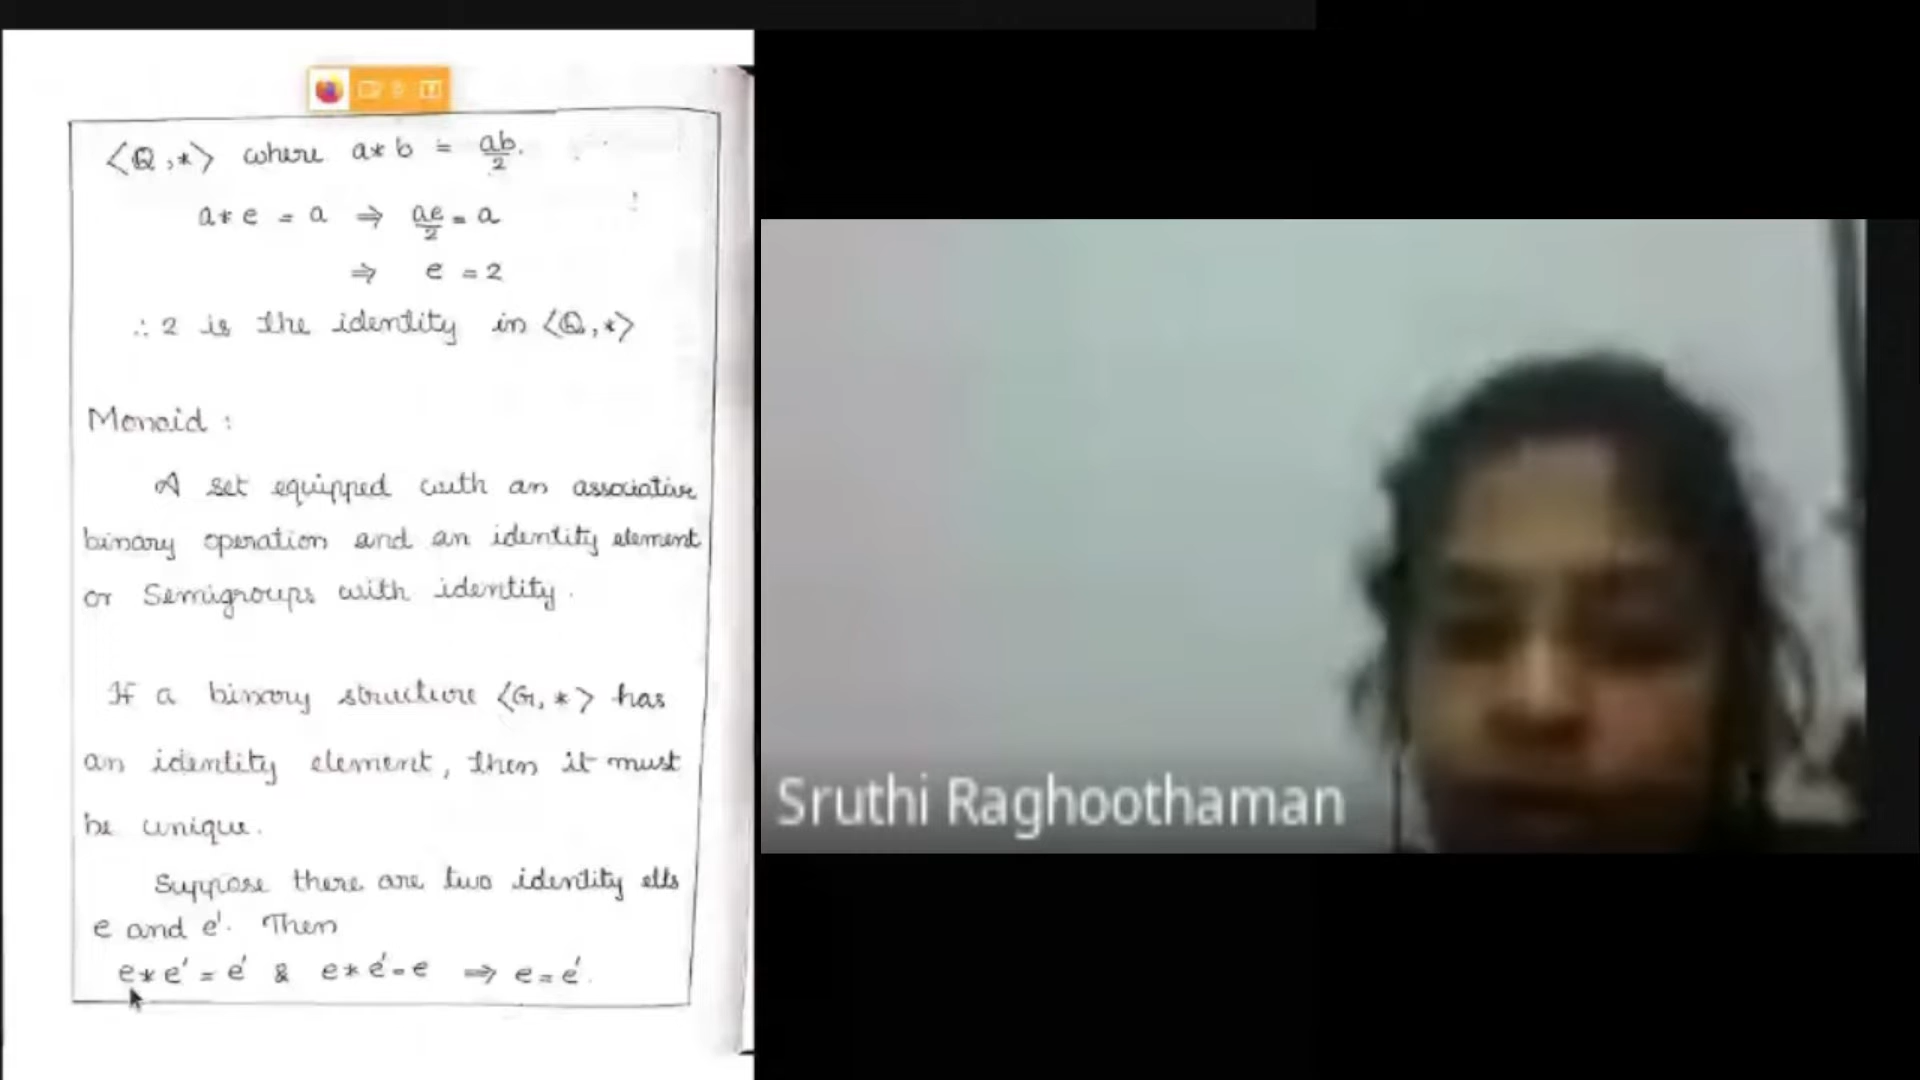 ⟨Q,*⟩ where a*b = ab/2.
a*e = a ⇒ ae/2 = a
⇒ e = 2
∴ 2 is the identity in ⟨Q,*⟩
Monoid :
A set equipped with an associative
binary operation and an identity element
or Semigroups with identity.
If a binary structure ⟨G,*⟩ has
an identity element, then it must
be unique.
Suppose there are two identity elts
e and e'. Then
e*e' = e' & e*e' = e ⇒ e = e'.
Sruthi Raghoothaman